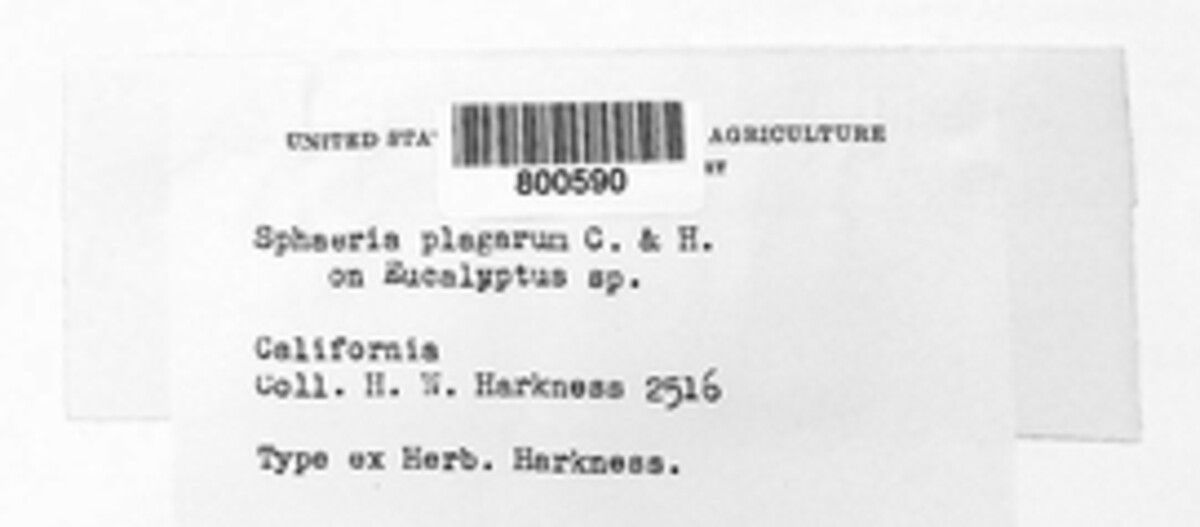 UNITED STA AGRICULTURE
800590
Sphaeria plagarum C. & H.
on Eucalyptus sp.
California
Coll. H. W. Harkness 2516
Type ex Herb. Harkness.